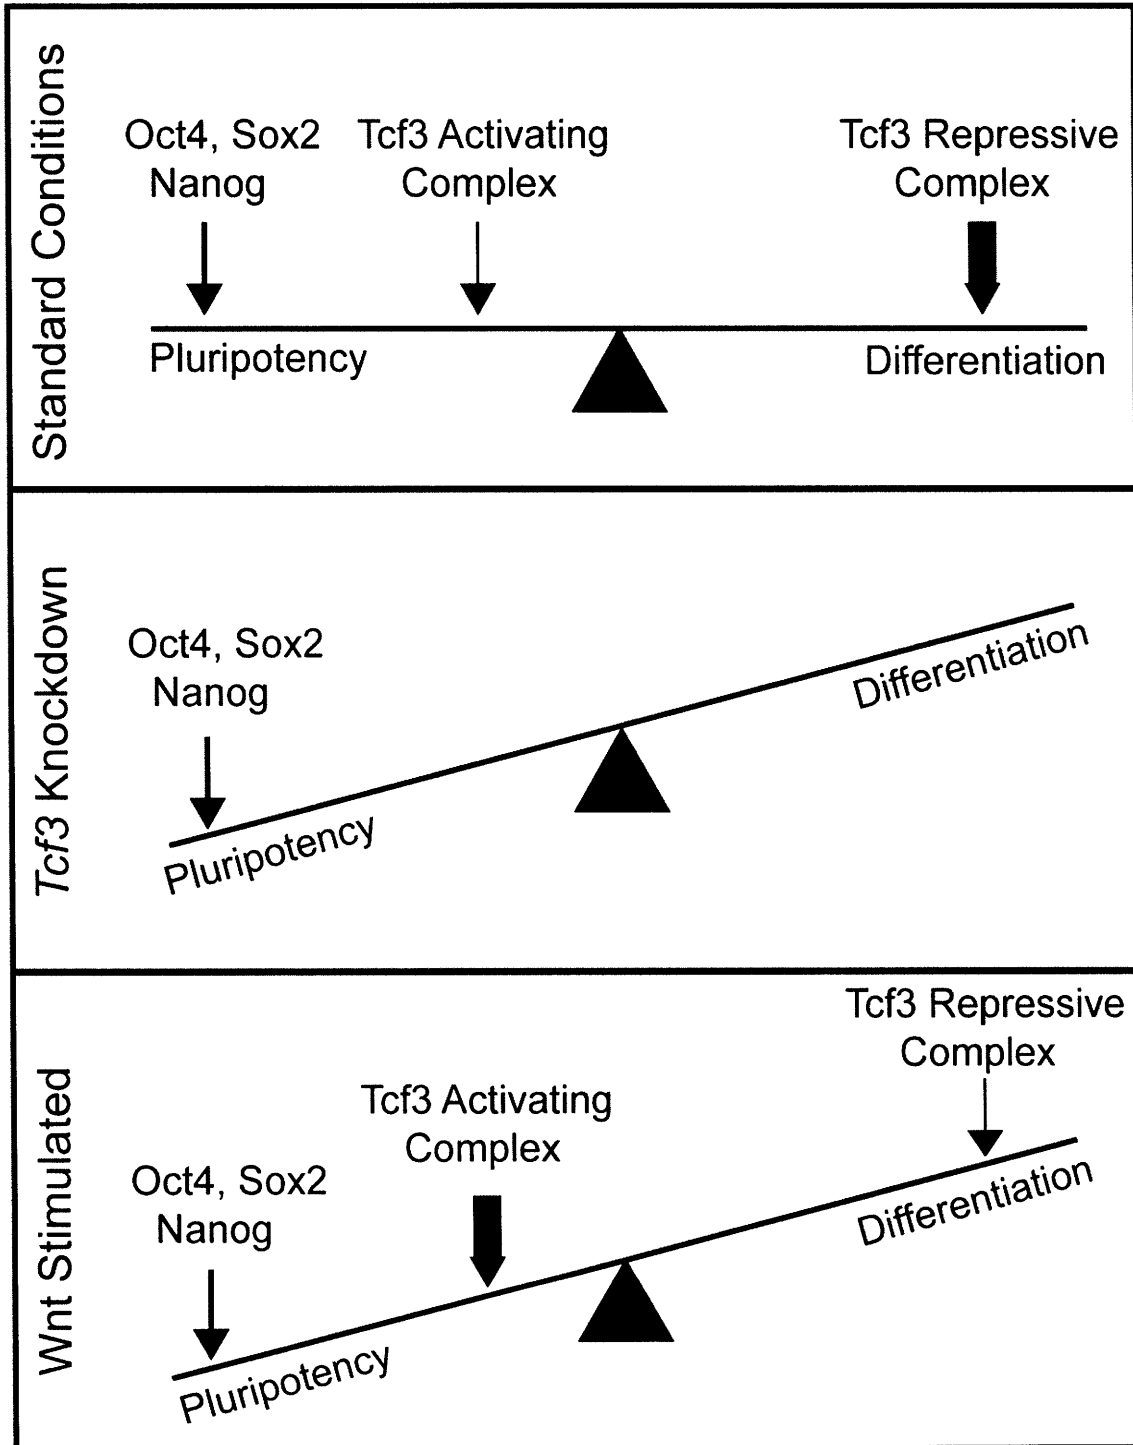 Standard Conditions
Oct4, Sox2
Nanog
Tcf3 Activating
Complex
Tcf3 Repressive
Complex
Pluripotency
Differentiation
Tcf3 Knockdown
Oct4, Sox2
Nanog
Pluripotency
Differentiation
Wnt Stimulated
Oct4, Sox2
Nanog
Tcf3 Activating
Complex
Tcf3 Repressive
Complex
Pluripotency
Differentiation